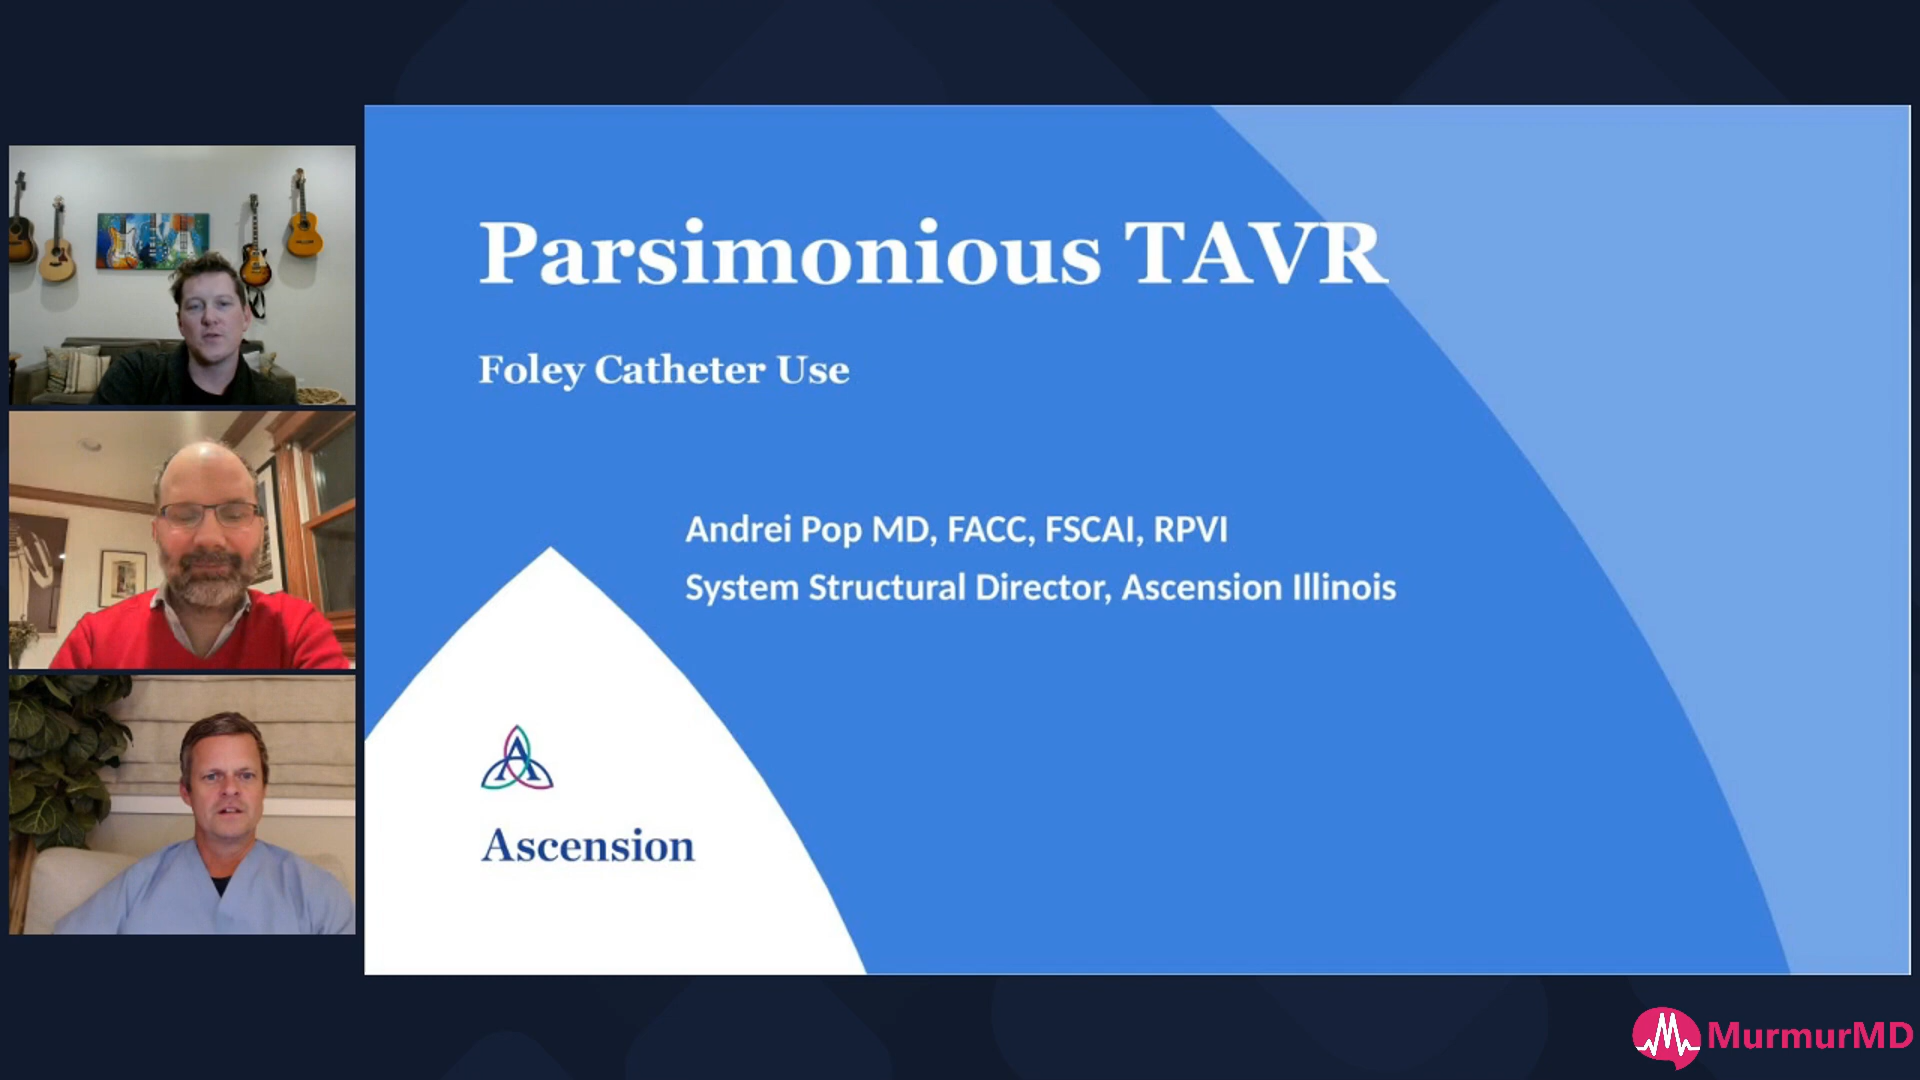 Parsimonious TAVR
Foley Catheter Use
Andrei Pop MD, FACC, FSCAI, RPVI
System Structural Director, Ascension Illinois
A
Ascension
MurmurMD